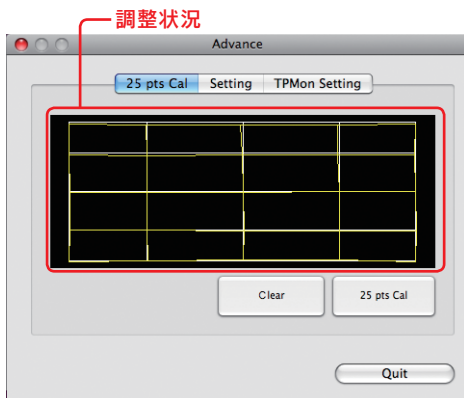 調整状況
Advance
25 pts Cal Setting TPMon Setting
Clear 25 pts Cal
Quit